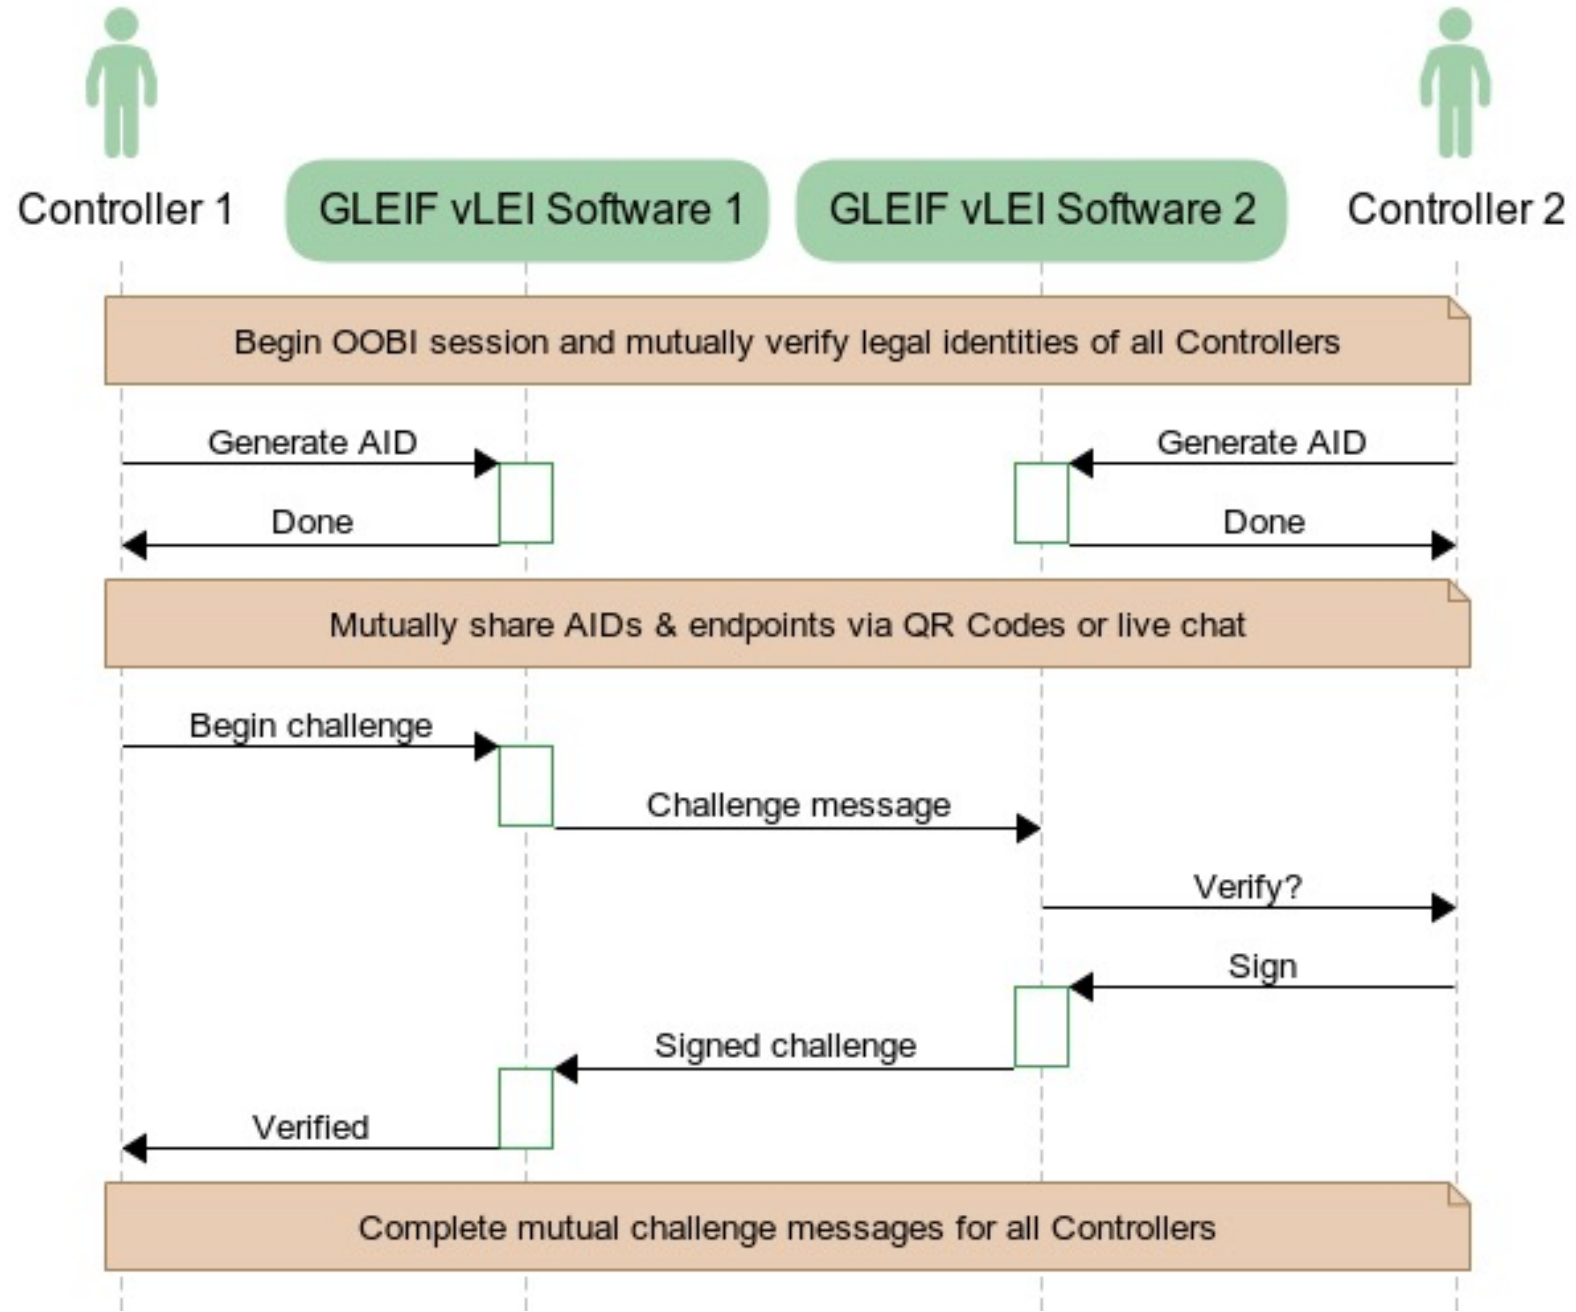 Controller 1
GLEIF vLEI Software 1
GLEIF vLEI Software 2
Controller 2
Begin OOBI session and mutually verify legal identities of all Controllers
Generate AID
Generate AID
Done
Done
Mutually share AIDs & endpoints via QR Codes or live chat
Begin challenge
Challenge message
Verify?
Sign
Signed challenge
Verified
Complete mutual challenge messages for all Controllers